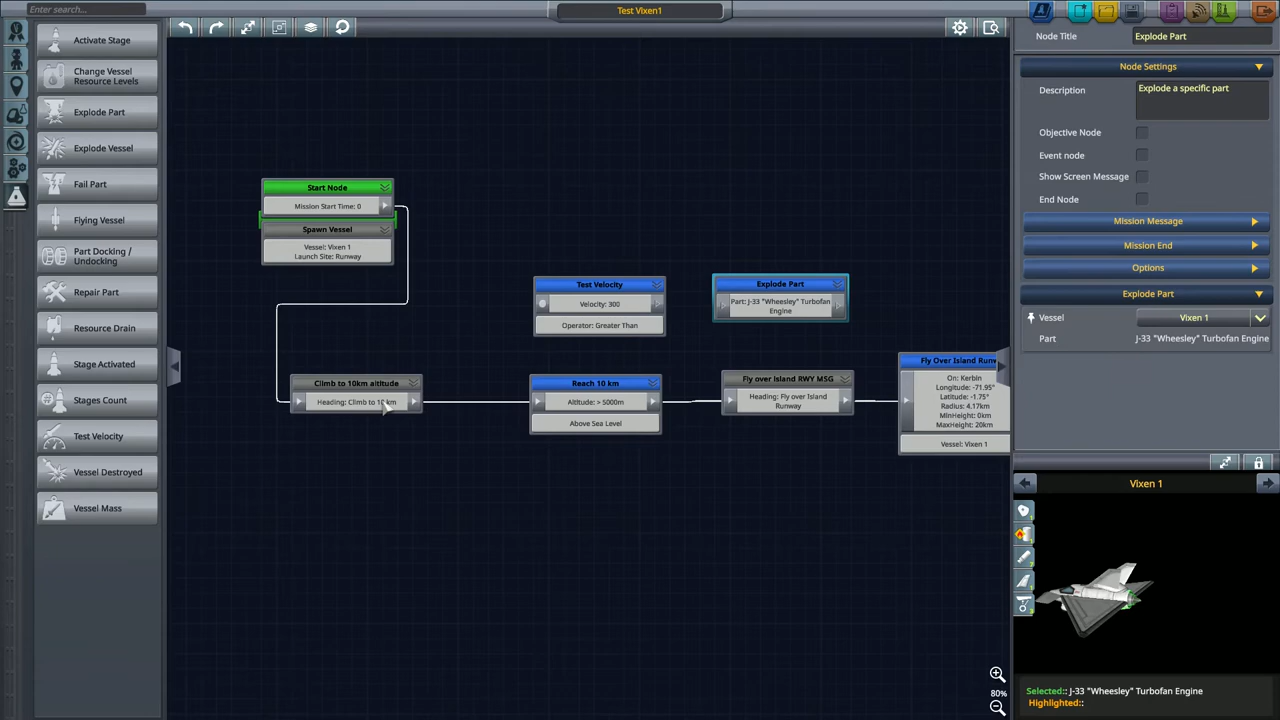 Enter search...
Test Vixen1
Activate Stage
Change Vessel
Resource Levels
Explode Part
Explode Vessel
Fail Part
Flying Vessel
Part Docking /
Undocking
Repair Part
Resource Drain
Stage Activated
Stages Count
Test Velocity
Vessel Destroyed
Vessel Mass
Start Node
Mission Start Time: 0
Spawn Vessel
Vessel: Vixen 1
Launch Site: Runway
Test Velocity
Velocity: 300
Operator: Greater Than
Explode Part
Part: J-33 "Wheesley" Turbofan
Engine
Climb to 10km altitude
Heading: Climb to 10 km
Reach 10 km
Altitude: > 5000m
Above Sea Level
Fly over Island RWY MSG
Heading: Fly over Island
Runway
Fly Over Island Runw
On: Kerbin
Longitude: -71.95°
Latitude: -1.75°
Radius: 4.17km
MinHeight: 0km
MaxHeight: 20km
Vessel: Vixen 1
80%
Node Title
Explode Part
Node Settings
Description
Explode a specific part
Objective Node
Event node
Show Screen Message
End Node
Mission Message
Mission End
Options
Explode Part
Vessel
Vixen 1
Part
J-33 "Wheesley" Turbofan Engine
Vixen 1
Selected:: J-33 "Wheesley" Turbofan Engine
Highlighted::